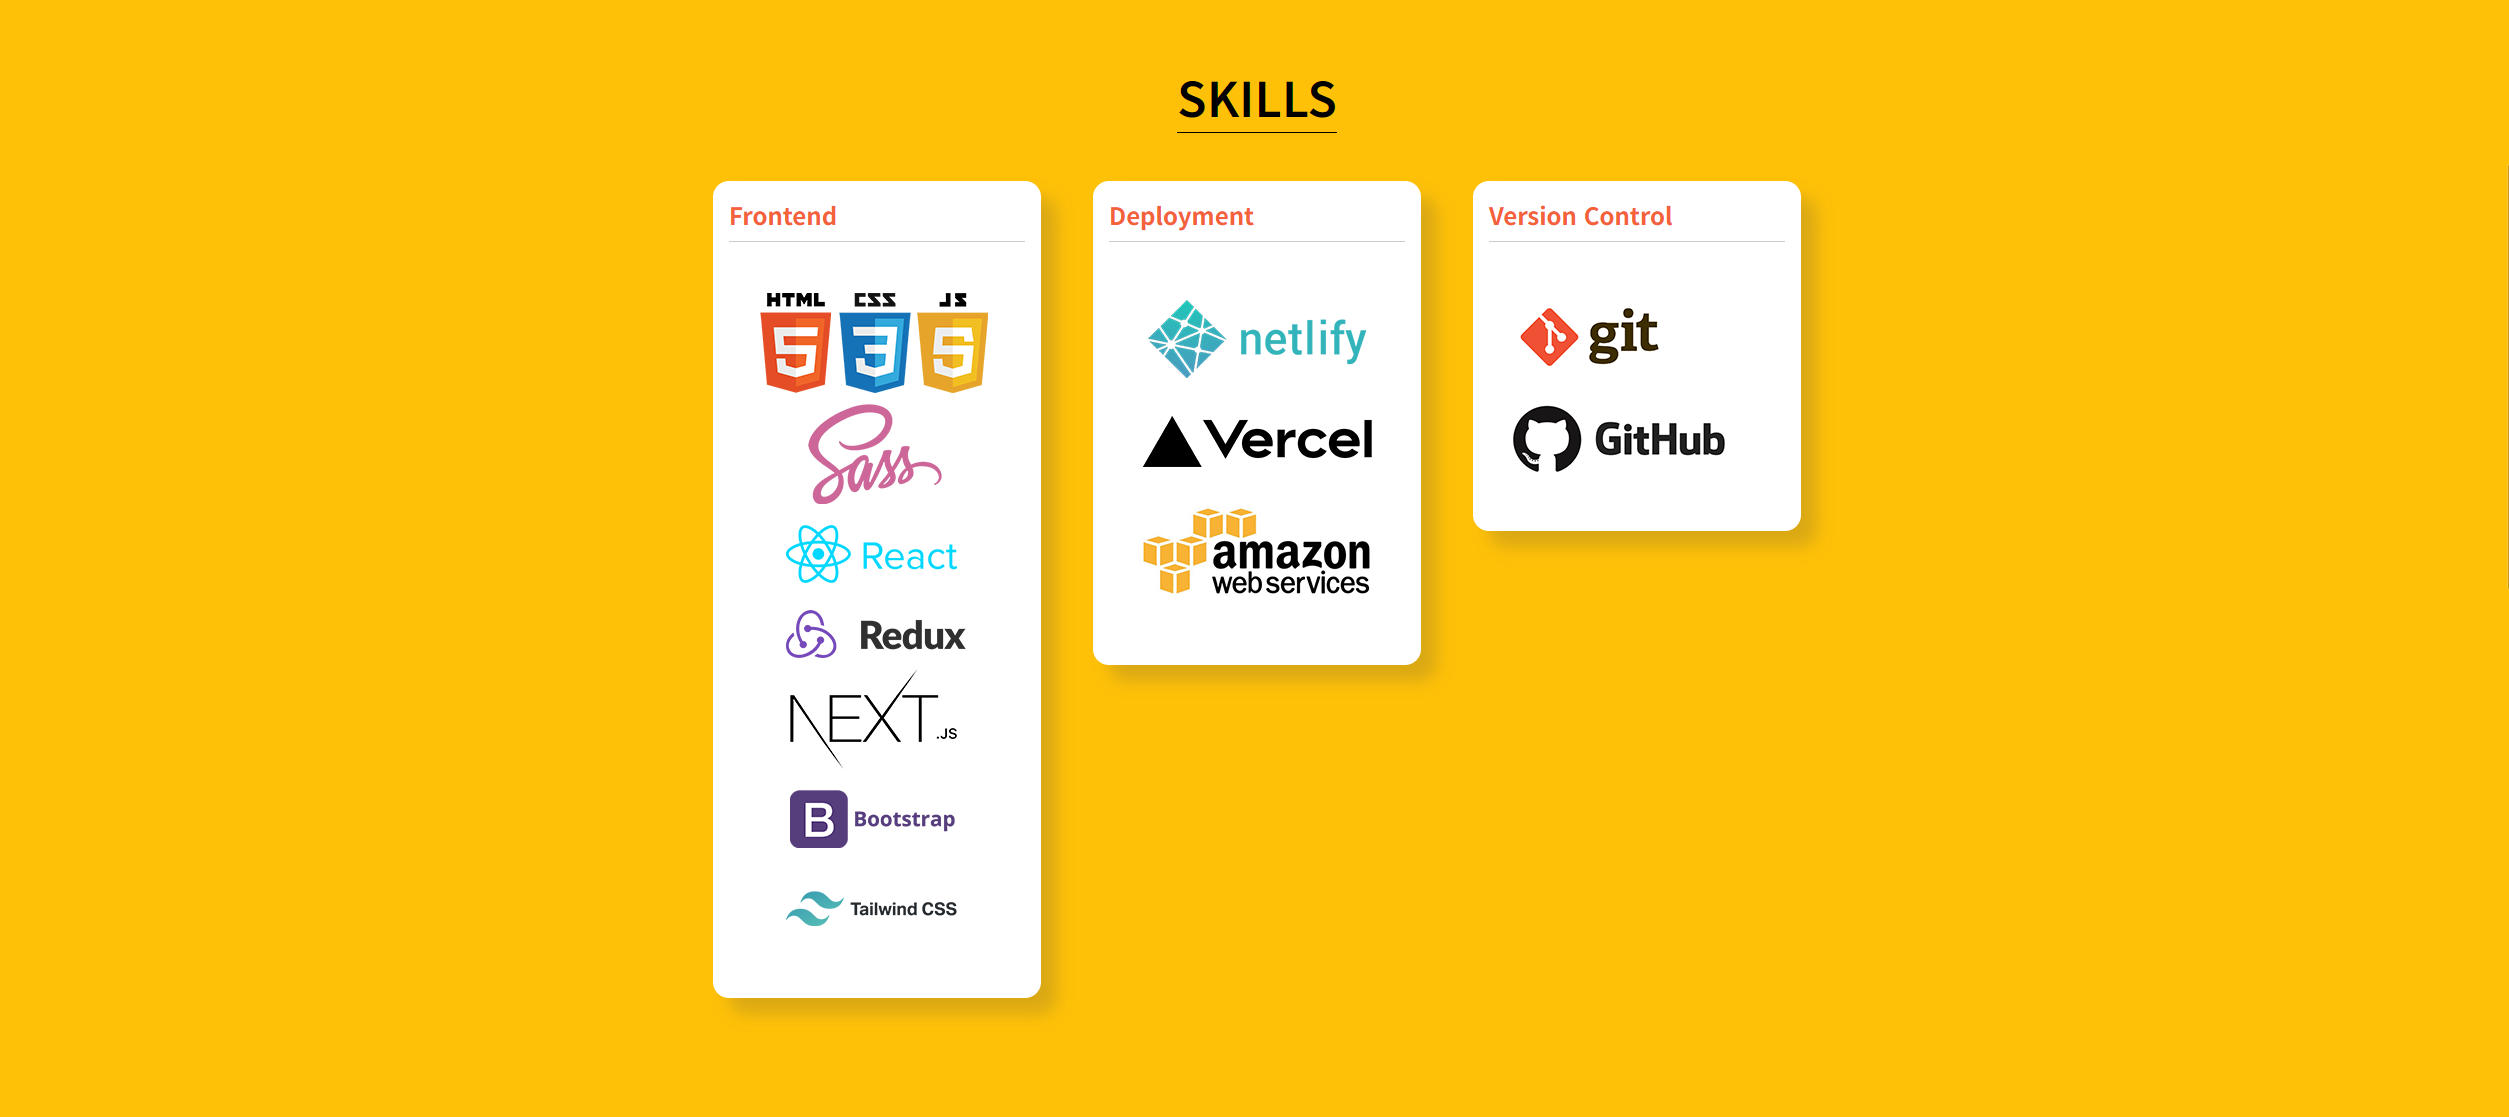 SKILLS
Frontend
HTML CSS JS
5 3 5
Sass
React
Redux
NEXT.JS
B Bootstrap
Tailwind CSS
Deployment
netlify
Vercel
amazon
web services
Version Control
git
GitHub